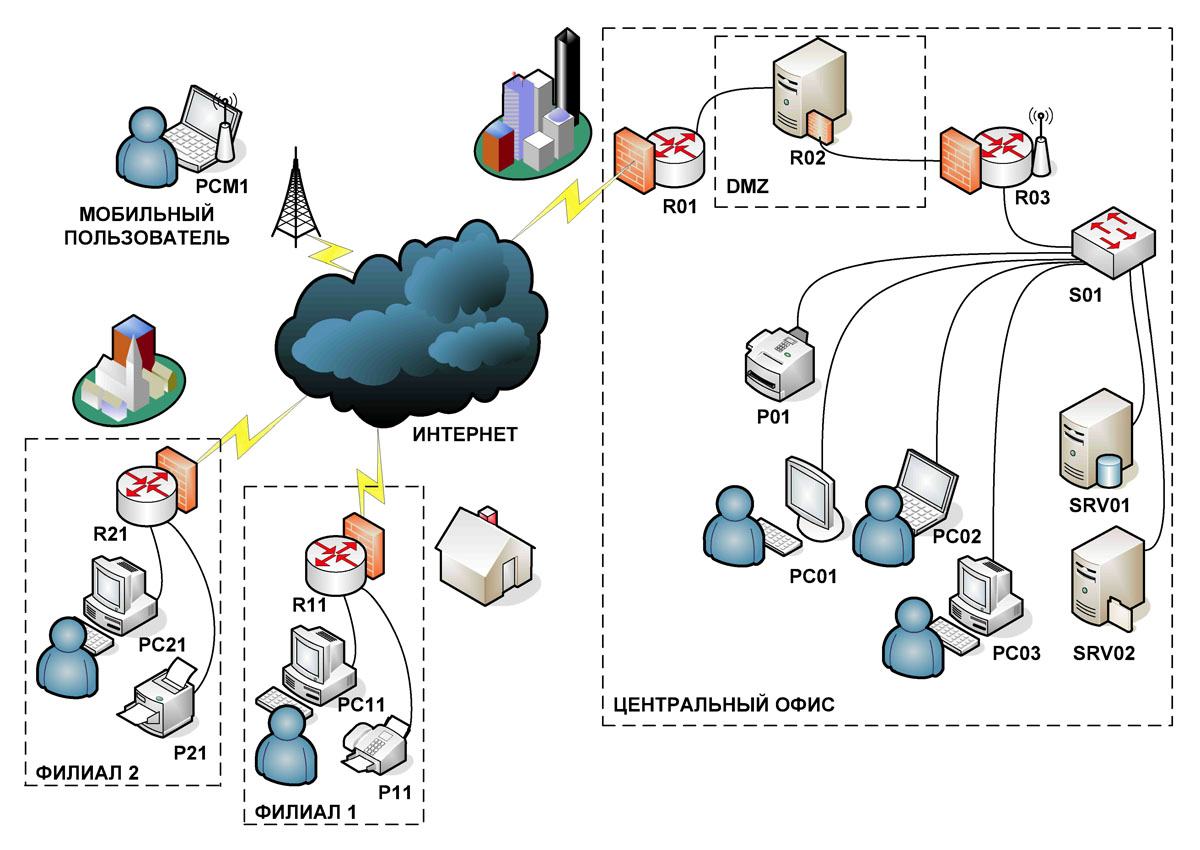 PCM1
МОБИЛЬНЫЙ
ПОЛЬЗОВАТЕЛЬ
ИНТЕРНЕТ
R01
R02
DMZ
R03
S01
P01
PC01
PC02
PC03
SRV01
SRV02
ЦЕНТРАЛЬНЫЙ ОФИС
R21
PC21
P21
ФИЛИАЛ 2
R11
PC11
P11
ФИЛИАЛ 1